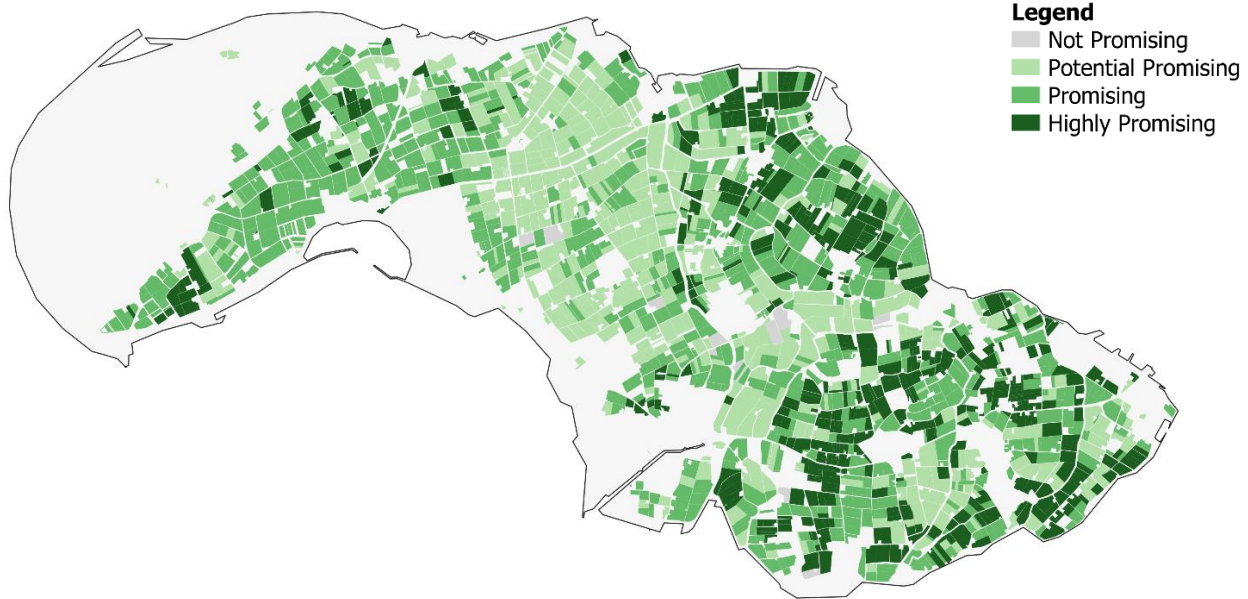 Legend
Not Promising
Potential Promising
Promising
Highly Promising